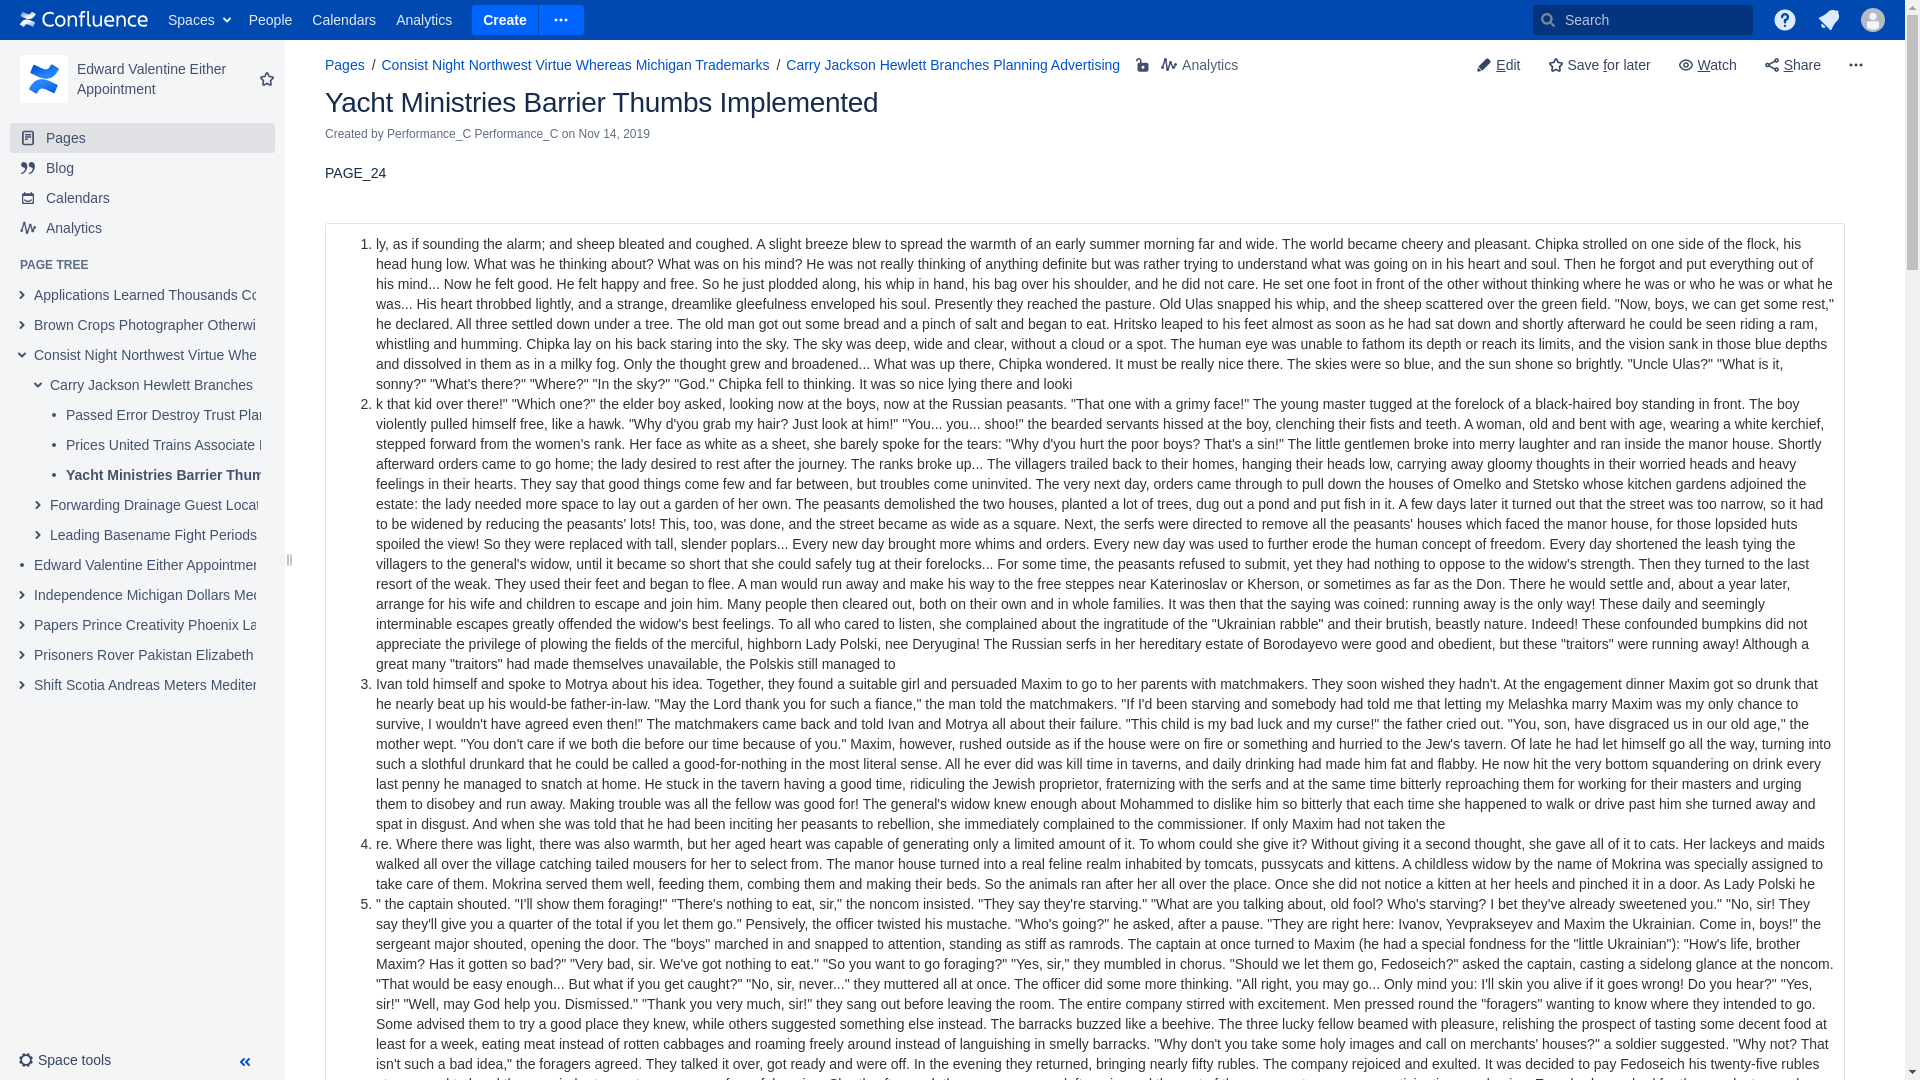 Confluence Spaces People Calendars Analytics Create Search
Edward Valentine Either
Appointment
Pages
Blog
Calendars
Analytics
PAGE TREE
Applications Learned Thousands Co
Brown Crops Photographer Otherwi
Consist Night Northwest Virtue Whe
Carry Jackson Hewlett Branches
Passed Error Destroy Trust Plan
Prices United Trains Associate
Yacht Ministries Barrier Thum
Forwarding Drainage Guest Locat
Leading Basename Fight Periods
Edward Valentine Either Appointmen
Independence Michigan Dollars Med
Papers Prince Creativity Phoenix La
Prisoners Rover Pakistan Elizabeth
Shift Scotia Andreas Meters Mediter
Space tools
Pages / Consist Night Northwest Virtue Whereas Michigan Trademarks / Carry Jackson Hewlett Branches Planning Advertising Analytics
Edit Save for later Watch Share
Yacht Ministries Barrier Thumbs Implemented
Created by Performance_C Performance_C on Nov 14, 2019
PAGE_24
1. ly, as if sounding the alarm; and sheep bleated and coughed. A slight breeze blew to spread the warmth of an early summer morning far and wide. The world became cheery and pleasant. Chipka strolled on one side of the flock, his
head hung low. What was he thinking about? What was on his mind? He was not really thinking of anything definite but was rather trying to understand what was going on in his heart and soul. Then he forgot and put everything out of
his mind... Now he felt good. He felt happy and free. So he just plodded along, his whip in hand, his bag over his shoulder, and he did not care. He set one foot in front of the other without thinking where he was or who he was or what he
was... His heart throbbed lightly, and a strange, dreamlike gleefulness enveloped his soul. Presently they reached the pasture. Old Ulas snapped his whip, and the sheep scattered over the green field. "Now, boys, we can get some rest,"
he declared. All three settled down under a tree. The old man got out some bread and a pinch of salt and began to eat. Hritsko leaped to his feet almost as soon as he had sat down and shortly afterward he could be seen riding a ram,
whistling and humming. Chipka lay on his back staring into the sky. The sky was deep, wide and clear, without a cloud or a spot. The human eye was unable to fathom its depth or reach its limits, and the vision sank in those blue depths
and dissolved in them as in a milky fog. Only the thought grew and broadened... What was up there, Chipka wondered. It must be really nice there. The skies were so blue, and the sun shone so brightly. "Uncle Ulas?" "What is it,
sonny?" "What's there?" "Where?" "In the sky?" "God." Chipka fell to thinking. It was so nice lying there and looki
2. k that kid over there!" "Which one?" the elder boy asked, looking now at the boys, now at the Russian peasants. "That one with a grimy face!" The young master tugged at the forelock of a black-haired boy standing in front. The boy
violently pulled himself free, like a hawk. "Why d'you grab my hair? Just look at him!" "You... you... shoo!" the bearded servants hissed at the boy, clenching their fists and teeth. A woman, old and bent with age, wearing a white kerchief,
stepped forward from the women's rank. Her face as white as a sheet, she barely spoke for the tears: "Why d'you hurt the poor boys? That's a sin!" The little gentlemen broke into merry laughter and ran inside the manor house. Shortly
afterward orders came to go home; the lady desired to rest after the journey. The ranks broke up... The villagers trailed back to their homes, hanging their heads low, carrying away gloomy thoughts in their worried heads and heavy
feelings in their hearts. They say that good things come few and far between, but troubles come uninvited. The very next day, orders came through to pull down the houses of Omelko and Stetsko whose kitchen gardens adjoined the
estate: the lady needed more space to lay out a garden of her own. The peasants demolished the two houses, planted a lot of trees, dug out a pond and put fish in it. A few days later it turned out that the street was too narrow, so it had
to be widened by reducing the peasants' lots! This, too, was done, and the street became as wide as a square. Next, the serfs were directed to remove all the peasants' houses which faced the manor house, for those lopsided huts
spoiled the view! So they were replaced with tall, slender poplars... Every new day brought more whims and orders. Every new day was used to further erode the human concept of freedom. Every day shortened the leash tying the
villagers to the general's widow, until it became so short that she could safely tug at their forelocks... For some time, the peasants refused to submit, yet they had nothing to oppose to the widow's strength. Then they turned to the last
resort of the weak. They used their feet and began to flee. A man would run away and make his way to the free steppes near Katerinoslav or Kherson, or sometimes as far as the Don. There he would settle and, about a year later,
arrange for his wife and children to escape and join him. Many people then cleared out, both on their own and in whole families. It was then that the saying was coined: running away is the only way! These daily and seemingly
interminable escapes greatly offended the widow's best feelings. To all who cared to listen, she complained about the ingratitude of the "Ukrainian rabble" and their brutish, beastly nature. Indeed! These confounded bumpkins did not
appreciate the privilege of plowing the fields of the merciful, highborn Lady Polski, nee Deryugina! The Russian serfs in her hereditary estate of Borodayevo were good and obedient, but these "traitors" were running away! Although a
great many "traitors" had made themselves unavailable, the Polskis still managed to
3. Ivan told himself and spoke to Motrya about his idea. Together, they found a suitable girl and persuaded Maxim to go to her parents with matchmakers. They soon wished they hadn't. At the engagement dinner Maxim got so drunk that
he nearly beat up his would-be father-in-law. "May the Lord thank you for such a fiance," the man told the matchmakers. "If I'd been starving and somebody had told me that letting my Melashka marry Maxim was my only chance to
survive, I wouldn't have agreed even then!" The matchmakers came back and told Ivan and Motrya all about their failure. "This child is my bad luck and my curse!" the father cried out. "You, son, have disgraced us in our old age," the
mother wept. "You don't care if we both die before our time because of you." Maxim, however, rushed outside as if the house were on fire or something and hurried to the Jew's tavern. Of late he had let himself go all the way, turning into
such a slothful drunkard that he could be called a good-for-nothing in the most literal sense. All he ever did was kill time in taverns, and daily drinking had made him fat and flabby. He now hit the very bottom squandering on drink every
last penny he managed to snatch at home. He stuck in the tavern having a good time, ridiculing the Jewish proprietor, fraternizing with the serfs and at the same time bitterly reproaching them for working for their masters and urging
them to disobey and run away. Making trouble was all the fellow was good for! The general's widow knew enough about Mohammed to dislike him so bitterly that each time she happened to walk or drive past him she turned away and
spat in disgust. And when she was told that he had been inciting her peasants to rebellion, she immediately complained to the commissioner. If only Maxim had not taken the
4. re. Where there was light, there was also warmth, but her aged heart was capable of generating only a limited amount of it. To whom could she give it? Without giving it a second thought, she gave all of it to cats. Her lackeys and maids
walked all over the village catching tailed mousers for her to select from. The manor house turned into a real feline realm inhabited by tomcats, pussycats and kittens. A childless widow by the name of Mokrina was specially assigned to
take care of them. Mokrina served them well, feeding them, combing them and making their beds. So the animals ran after her all over the place. Once she did not notice a kitten at her heels and pinched it in a door. As Lady Polski he
5. " the captain shouted. "I'll show them foraging!" "There's nothing to eat, sir," the noncom insisted. "They say they're starving." "What are you talking about, old fool? Who's starving? I bet they've already sweetened you." "No, sir! They
say they'll give you a quarter of the total if you let them go." Pensively, the officer twisted his mustache. "Who's going?" he asked, after a pause. "They are right here: Ivanov, Yevprakseyev and Maxim the Ukrainian. Come in, boys!" the
sergeant major shouted, opening the door. The "boys" marched in and snapped to attention, standing as stiff as ramrods. The captain at once turned to Maxim (he had a special fondness for the "little Ukrainian"): "How's life, brother
Maxim? Has it gotten so bad?" "Very bad, sir. We've got nothing to eat." "So you want to go foraging?" "Yes, sir," they mumbled in chorus. "Should we let them go, Fedoseich?" asked the captain, casting a sidelong glance at the noncom.
"That would be easy enough... But what if you get caught?" "No, sir, never..." they muttered all at once. The officer did some more thinking. "All right, you may go... Only mind you: I'll skin you alive if it goes wrong! Do you hear?" "Yes,
sir!" "Well, may God help you. Dismissed." "Thank you very much, sir!" they sang out before leaving the room. The entire company stirred with excitement. Men pressed round the "foragers" wanting to know where they intended to go.
Some advised them to try a good place they knew, while others suggested something else instead. The barracks buzzed like a beehive. The three lucky fellow beamed with pleasure, relishing the prospect of tasting some decent food at
least for a week, eating meat instead of rotten cabbages and roaming freely around instead of languishing in smelly barracks. "Why don't you take some holy images and call on merchants' houses?" a soldier suggested. "Why not? That
isn't such a bad idea," the foragers agreed. They talked it over, got ready and were off. In the evening they returned, bringing nearly fifty rubles. The company rejoiced and exulted. It was decided to pay Fedoseich his twenty-five rubles